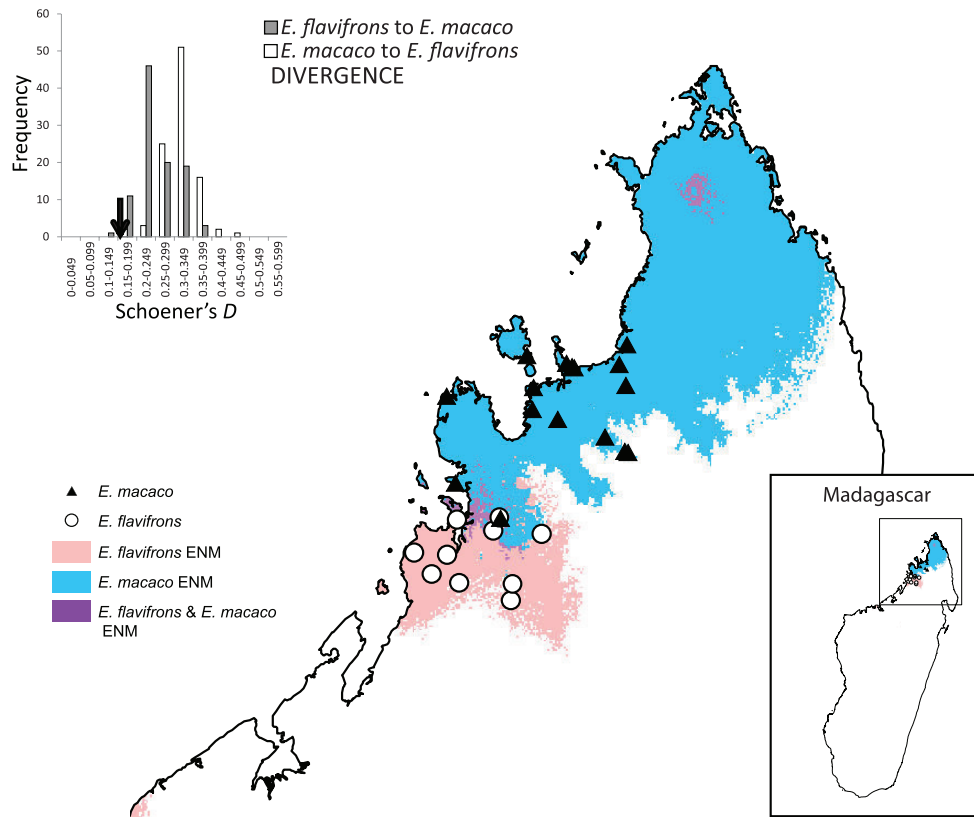 E. flavifrons to E. macaco
E. macaco to E. flavifrons
DIVERGENCE
Frequency
60
50
40
30
20
10
0
0-0.049
0.05-0.099
0.1-0.149
0.15-0.199
0.2-0.249
0.25-0.299
0.3-0.349
0.35-0.399
0.4-0.449
0.45-0.499
0.5-0.549
0.55-0.599
Schoener's D
E. macaco
E. flavifrons
E. flavifrons ENM
E. macaco ENM
E. flavifrons & E. macaco
ENM
Madagascar